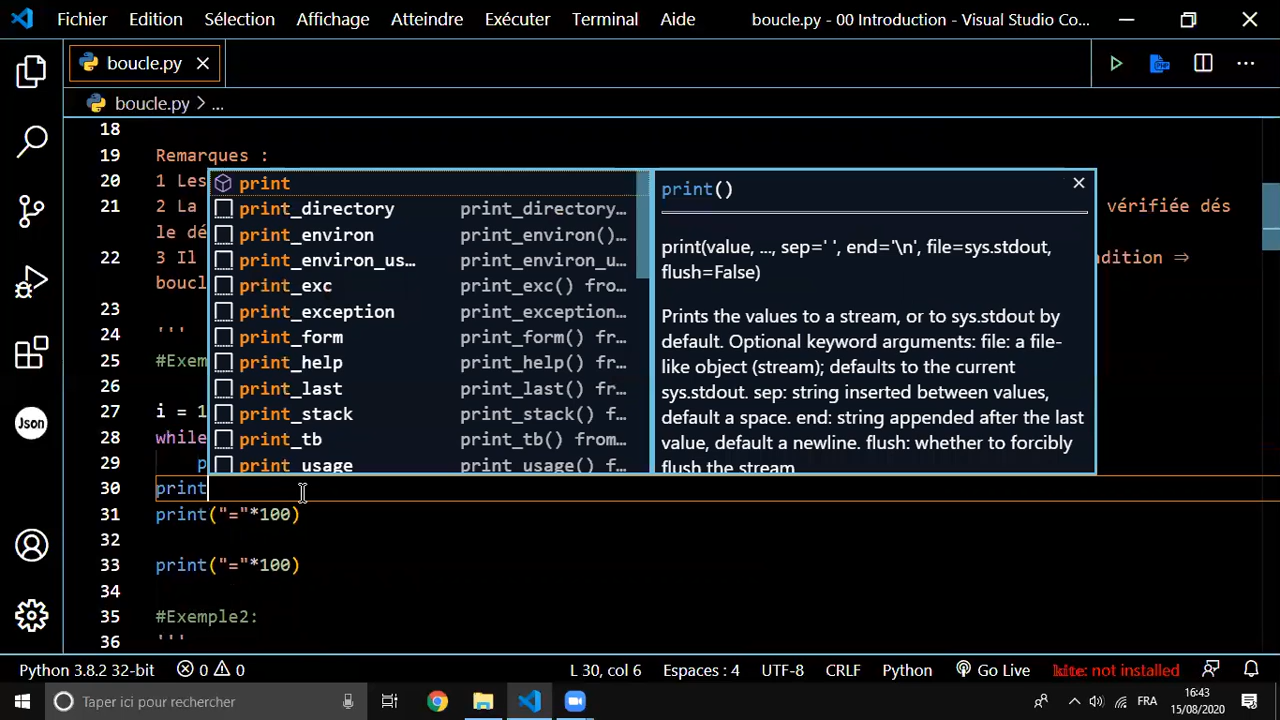 Fichier Edition Sélection Affichage Atteindre Exécuter Terminal Aide boucle.py - 00 Introduction - Visual Studio Co...
boucle.py
boucle.py > ...
18
19 Remarques :
20 1 Les
21 2 La vérifiée dés
le dé
22 3 Il ndition ⇒
boucl
23
24 '''
25 #Exem
26
27 i = 1
28 while
29 p
30 print
31 print("="*100)
32
33 print("="*100)
34
35 #Exemple2:
36 '''
print
print_directory print_directory...
print_environ print_environ()...
print_environ_us... print_environ_u...
print_exc print_exc() fro...
print_exception print_exception...
print_form print_form() fr...
print_help print_help() fr...
print_last print_last() fr...
print_stack print_stack() f...
print_tb print_tb() from...
print_usage print_usage() f...
print()
print(value, ..., sep=' ', end='\n', file=sys.stdout,
flush=False)
Prints the values to a stream, or to sys.stdout by
default. Optional keyword arguments: file: a file-
like object (stream); defaults to the current
sys.stdout. sep: string inserted between values,
default a space. end: string appended after the last
value, default a newline. flush: whether to forcibly
flush the stream
Json
Python 3.8.2 32-bit 0 0 L 30, col 6 Espaces : 4 UTF-8 CRLF Python Go Live kite: not installed
Taper ici pour rechercher FRA 16:43
15/08/2020